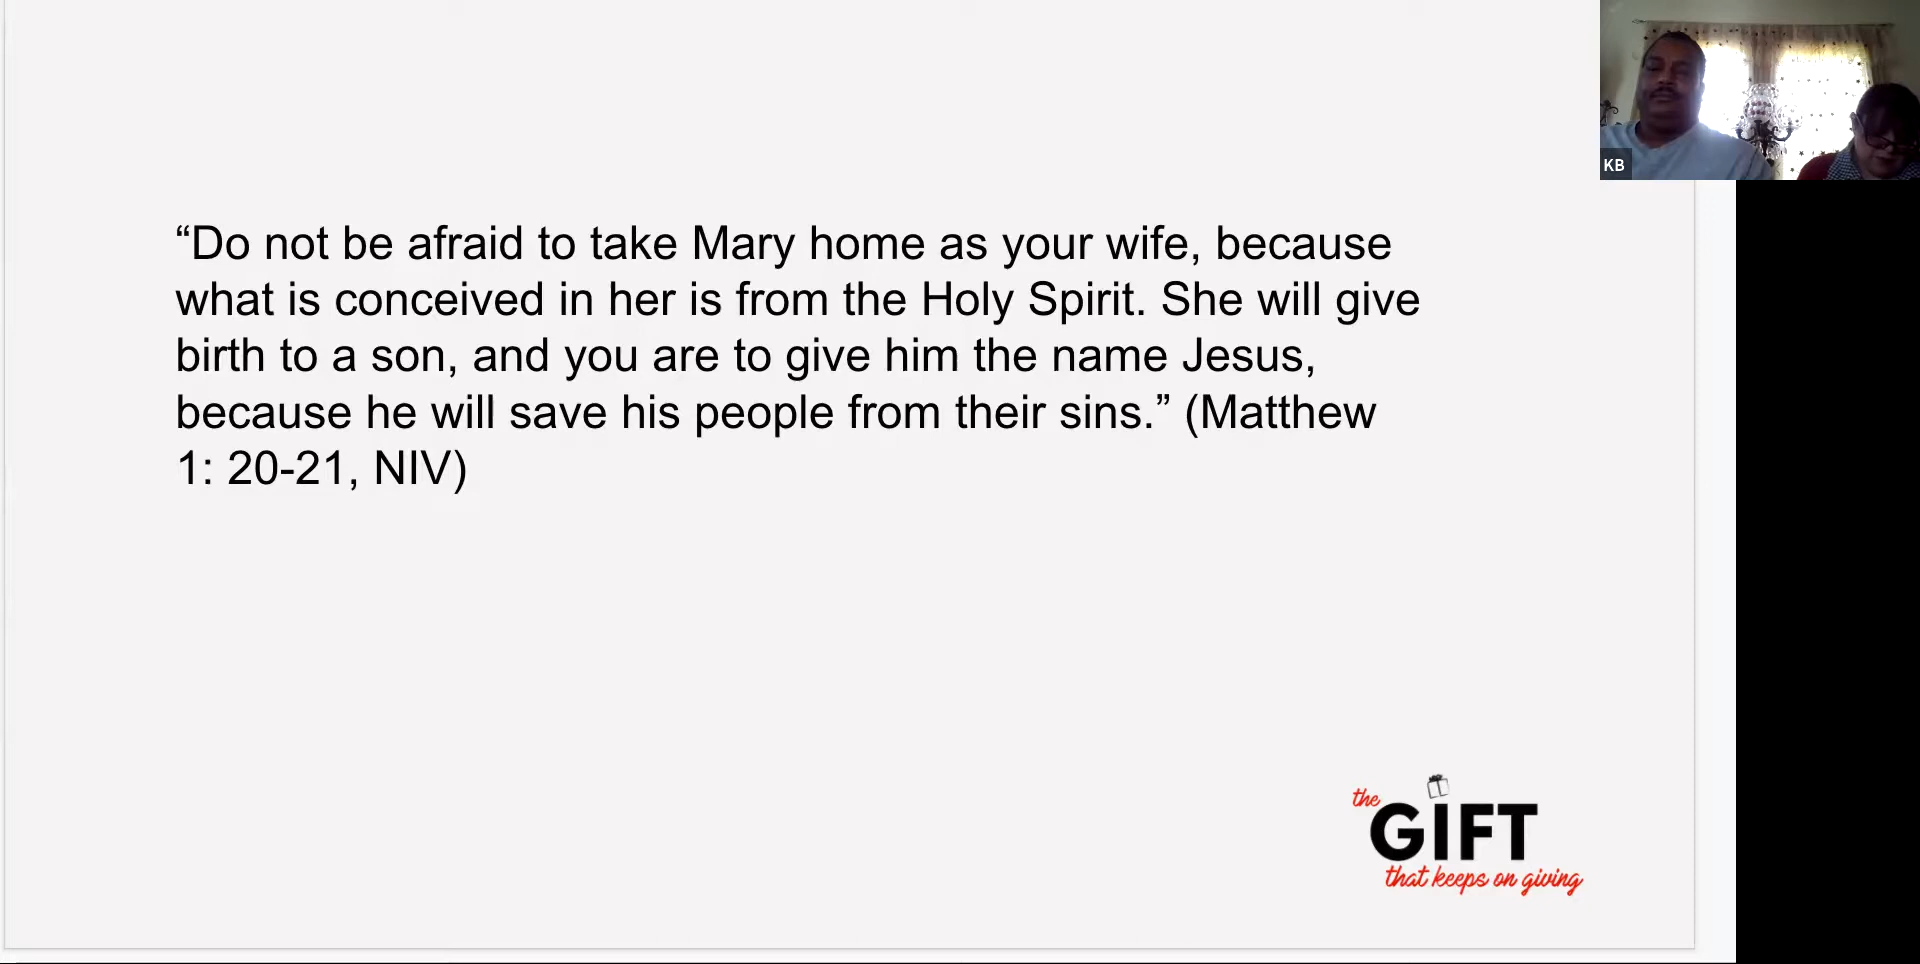 KB
“Do not be afraid to take Mary home as your wife, because
what is conceived in her is from the Holy Spirit. She will give
birth to a son, and you are to give him the name Jesus,
because he will save his people from their sins.” (Matthew
1: 20-21, NIV)
the
GIFT
that keeps on giving